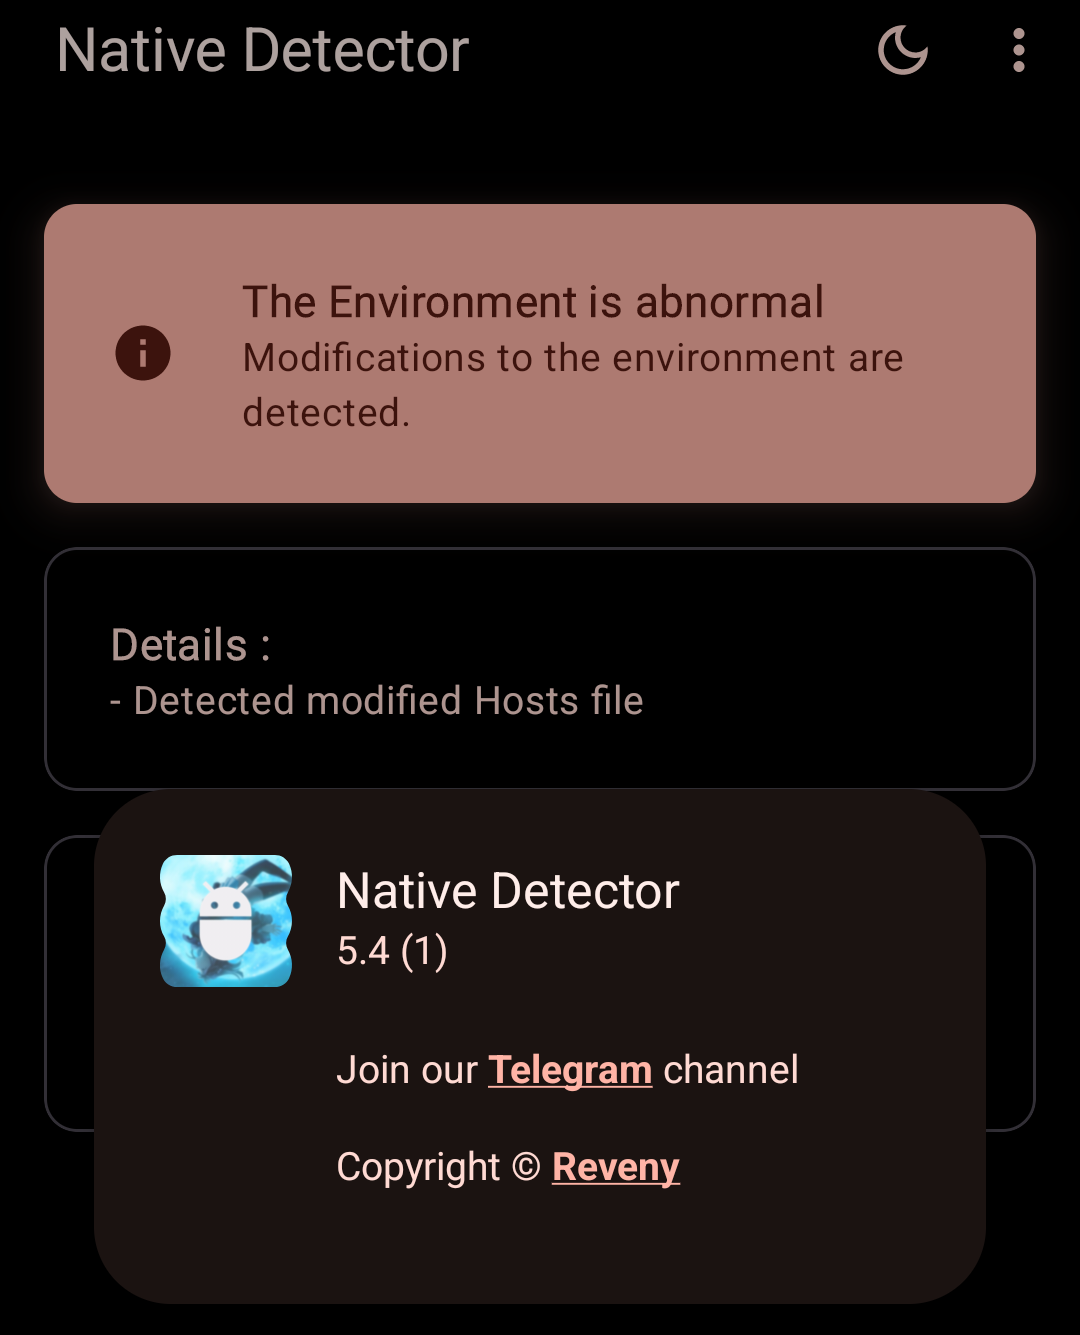 Native Detector
The Environment is abnormal
Modifications to the environment are
detected.
Details :
- Detected modified Hosts file
Native Detector
5.4 (1)
Join our Telegram channel
Copyright © Reveny